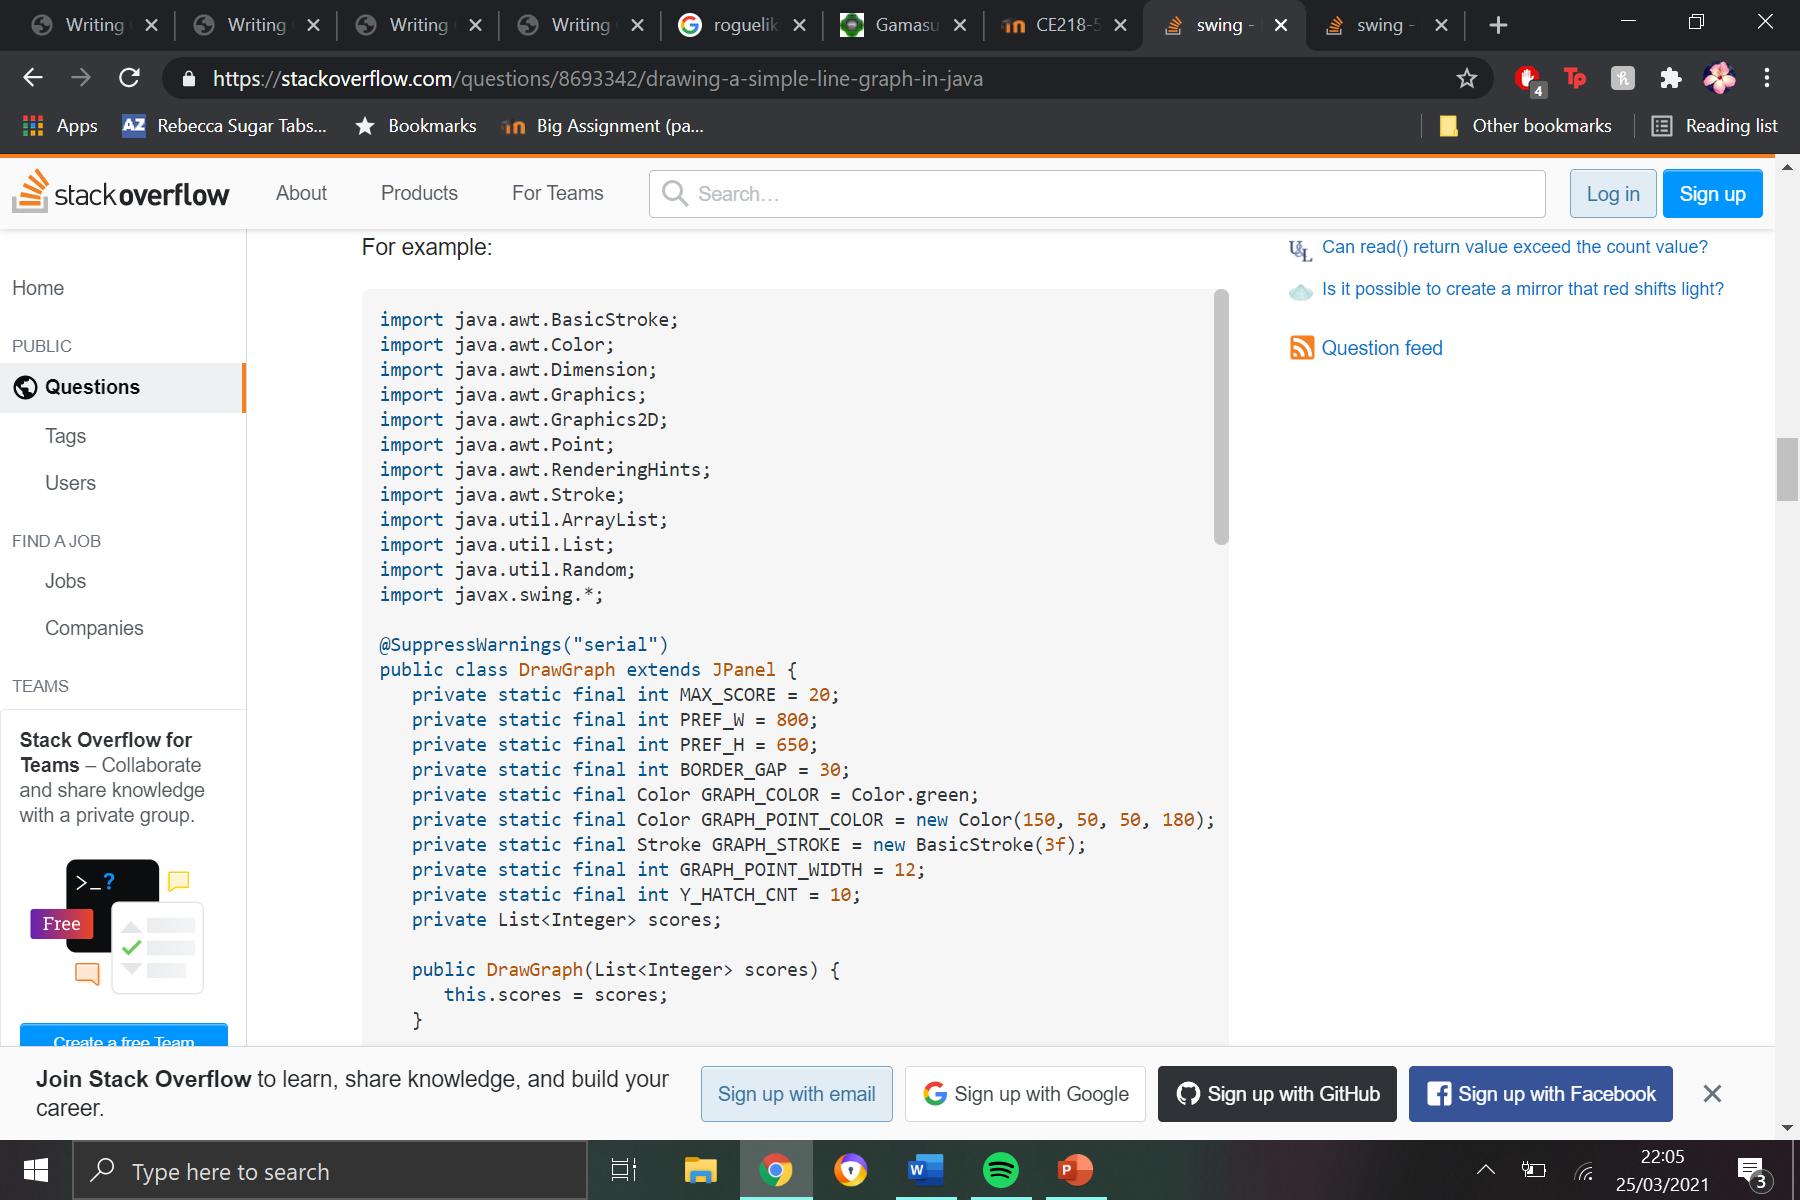 Writing
Writing
Writing
Writing
roguelik
Gamasu
CE218-5
swing -
swing -
https://stackoverflow.com/questions/8693342/drawing-a-simple-line-graph-in-java
4
Tp
h
Apps
AZ
Rebecca Sugar Tabs...
Bookmarks
Big Assignment (pa...
Other bookmarks
Reading list
stackoverflow
About
Products
For Teams
Search...
Log in
Sign up
Home
PUBLIC
Questions
Tags
Users
FIND A JOB
Jobs
Companies
TEAMS
Stack Overflow for
Teams – Collaborate
and share knowledge
with a private group.
>_?
Free
Create a free Team
For example:
import java.awt.BasicStroke;
import java.awt.Color;
import java.awt.Dimension;
import java.awt.Graphics;
import java.awt.Graphics2D;
import java.awt.Point;
import java.awt.RenderingHints;
import java.awt.Stroke;
import java.util.ArrayList;
import java.util.List;
import java.util.Random;
import javax.swing.*;
@SuppressWarnings("serial")
public class DrawGraph extends JPanel {
private static final int MAX_SCORE = 20;
private static final int PREF_W = 800;
private static final int PREF_H = 650;
private static final int BORDER_GAP = 30;
private static final Color GRAPH_COLOR = Color.green;
private static final Color GRAPH_POINT_COLOR = new Color(150, 50, 50, 180);
private static final Stroke GRAPH_STROKE = new BasicStroke(3f);
private static final int GRAPH_POINT_WIDTH = 12;
private static final int Y_HATCH_CNT = 10;
private List<Integer> scores;
public DrawGraph(List<Integer> scores) {
this.scores = scores;
}
Can read() return value exceed the count value?
Is it possible to create a mirror that red shifts light?
Question feed
Join Stack Overflow to learn, share knowledge, and build your
career.
Sign up with email
Sign up with Google
Sign up with GitHub
Sign up with Facebook
Type here to search
22:05
25/03/2021
3